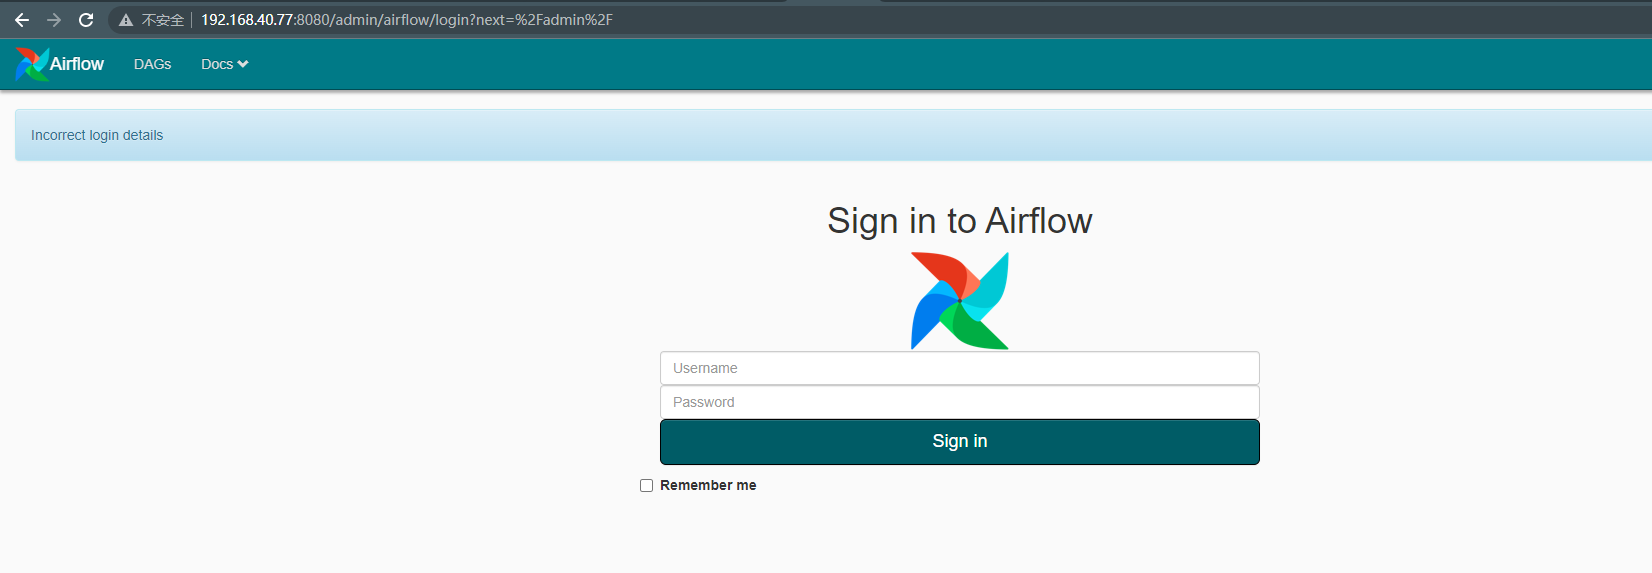 不安全 192.168.40.77:8080/admin/airflow/login?next=%2Fadmin%2F
Airflow DAGs Docs
Incorrect login details
Sign in to Airflow
Username
Password
Sign in
Remember me